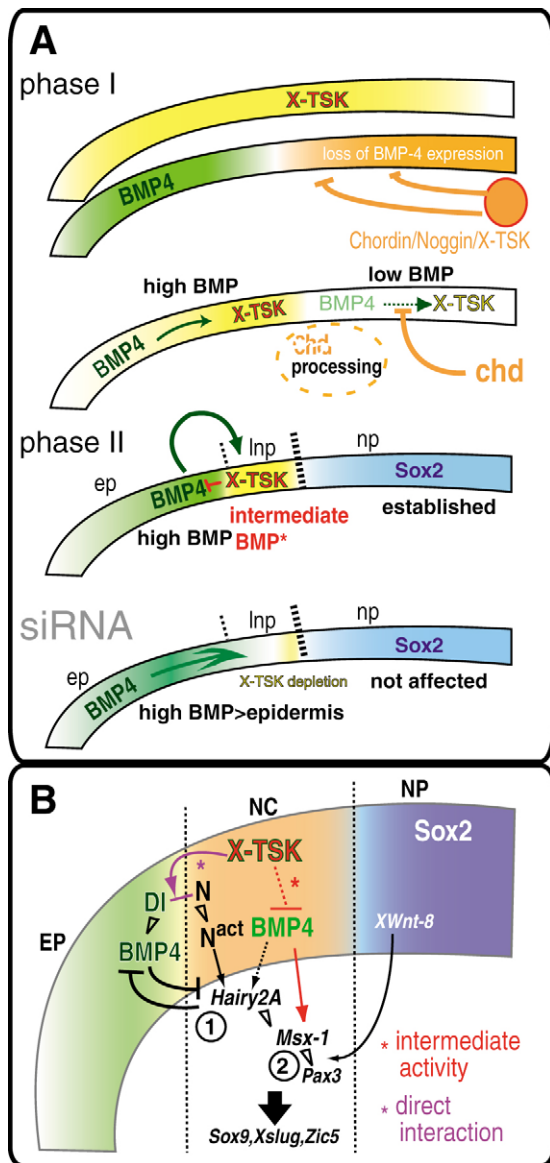 A
phase I
X-TSK
loss of BMP-4 expression
BMP4
Chordin/Noggin/X-TSK
low BMP
high BMP
X-TSK BMP4 X-TSK
BMP4
Chd
processing
chd
phase II
lnp
np
ep
BMP4 X-TSK
Sox2
intermediate
established
high BMP BMP*
siRNA
lnp
np
Sox2
ep
BMP4
X-TSK depletion
not affected
high BMP>epidermis
B
NP
NC
Sox2
X-TSK
*
*
DI N
EP
Nact
BMP4
XWnt-8
BMP4
Hairy2A
1
Msx-1
* intermediate
activity
2
Pax3
* direct
interaction
Sox9,Xslug,Zic5